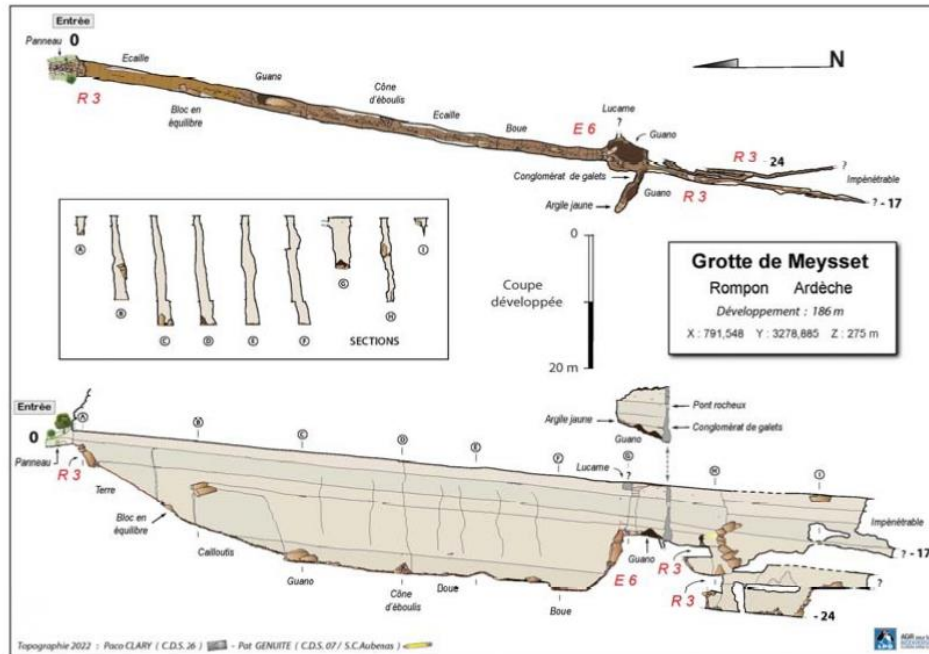 Entrée
Panneau 0
R 3
Ecaille
Bloc en
équilibre
Guano
Cône
d'éboulis
Ecaille
Boue
E 6
Lucarne
?
Guano
N
Conglomérat de galets
Argile jaune
Guano
R 3
- 24
?
R 3
Impénétrable
? - 17
A
B
C
D
E
F
G
H
I
SECTIONS
0
Coupe
développée
20 m
Grotte de Meysset
Rompon Ardèche
Développement : 186 m
X : 791,548 Y : 3278,885 Z : 275 m
Entrée
0
Panneau
R 3
Terre
Bloc en
équilibre
Cailloutis
Guano
Cône
d'éboulis
Doue
Boue
A
B
C
D
E
F
G
H
I
Lucarne
?
E 6
Guano
Argile jaune
Guano
Pont rocheux
Conglomérat de galets
R 3
R 3
Impénétrable
? - 17
?
- 24
Topographie 2022 : Paco CLARY ( C.D.S. 26 ) - Pat GENUITE ( C.D.S. 07 / S.C. Aubenas )
LPO